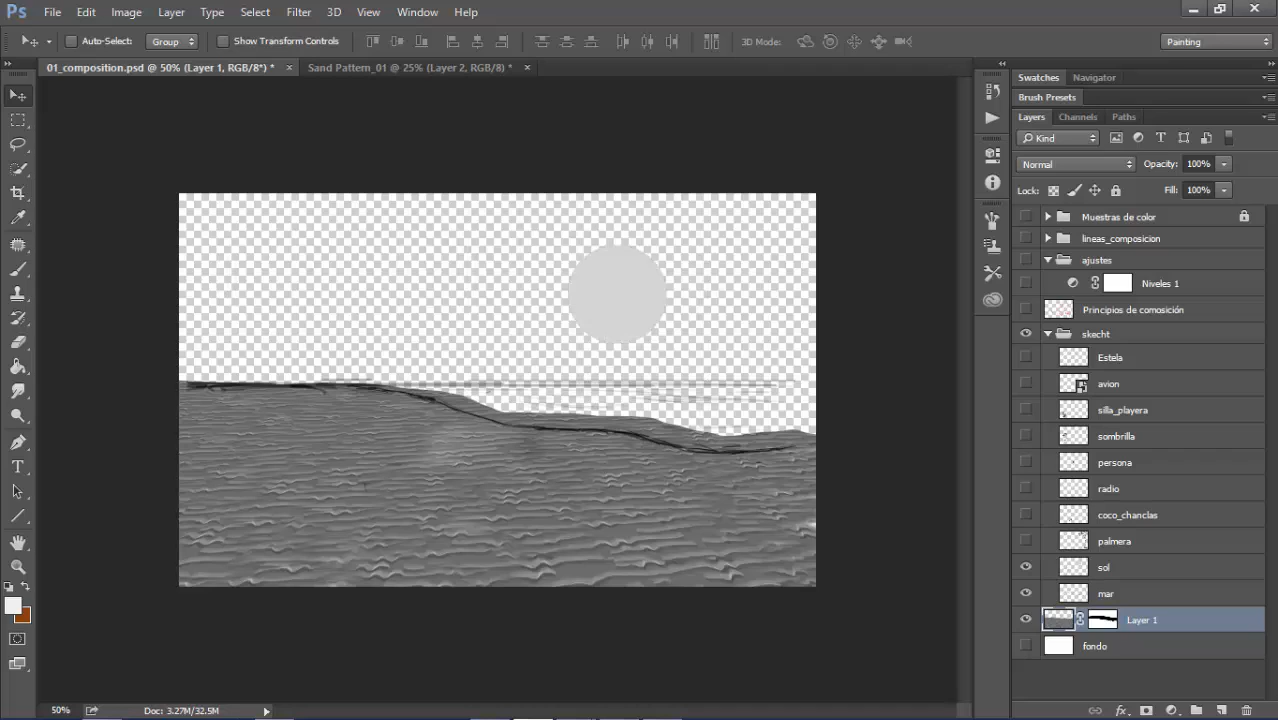 Ps File Edit Image Layer Type Select Filter 3D View Window Help
Auto-Select: Group Show Transform Controls 3D Mode: Painting
01_composition.psd @ 50% (Layer 1, RGB/8*) * × Sand Pattern_01 @ 25% (Layer 2, RGB/8) * ×
Swatches Navigator
Brush Presets
Layers Channels Paths
Kind
Normal Opacity: 100%
Lock: Fill: 100%
Muestras de color
lineas_composicion
ajustes
Niveles 1
Principios de comosición
skecht
Estela
avion
silla_playera
sombrilla
persona
radio
coco_chanclas
palmera
sol
mar
Layer 1
fondo
50% Doc: 3.27M/32.5M